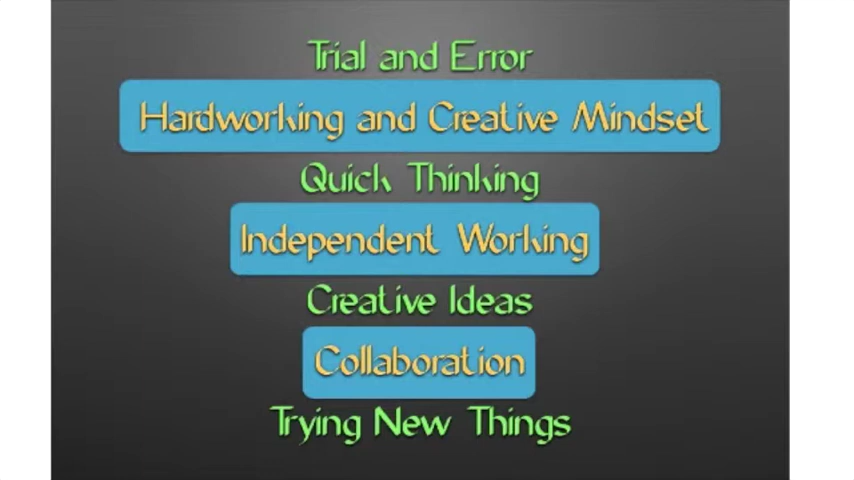 Trial and Error
Hardworking and Creative Mindset
Quick Thinking
Independent Working
Creative Ideas
Collaboration
Trying New Things